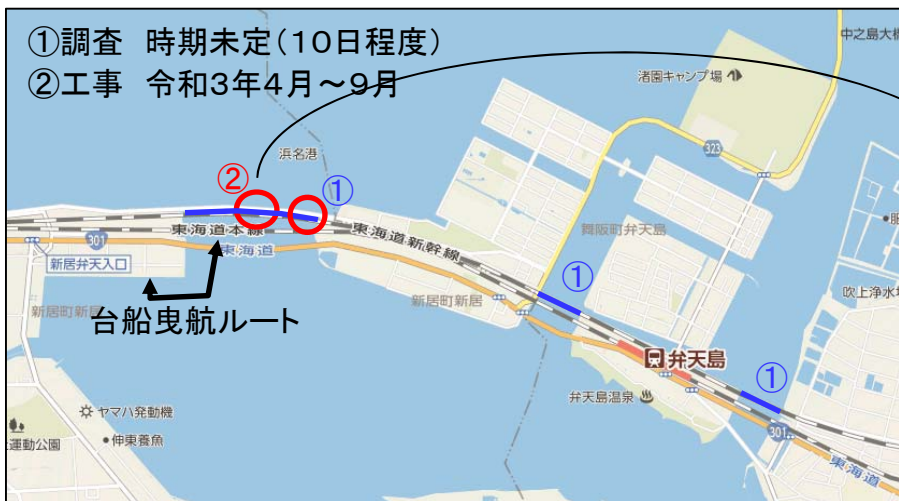 ①調査 時期未定(10日程度)
②工事 令和3年4月~9月
中之島大橋
渚園キャンプ場
323
浜名港
②
①
舞阪町弁天島
東海道本線
東海道新幹線
301
東海道
新居弁天入口
①
新居町新居
新居町新居
台船曳航ルート
吹上浄水場
弁天島
①
弁天島温泉
ヤマハ発動機
伸東養魚
運動公園
301
東海道